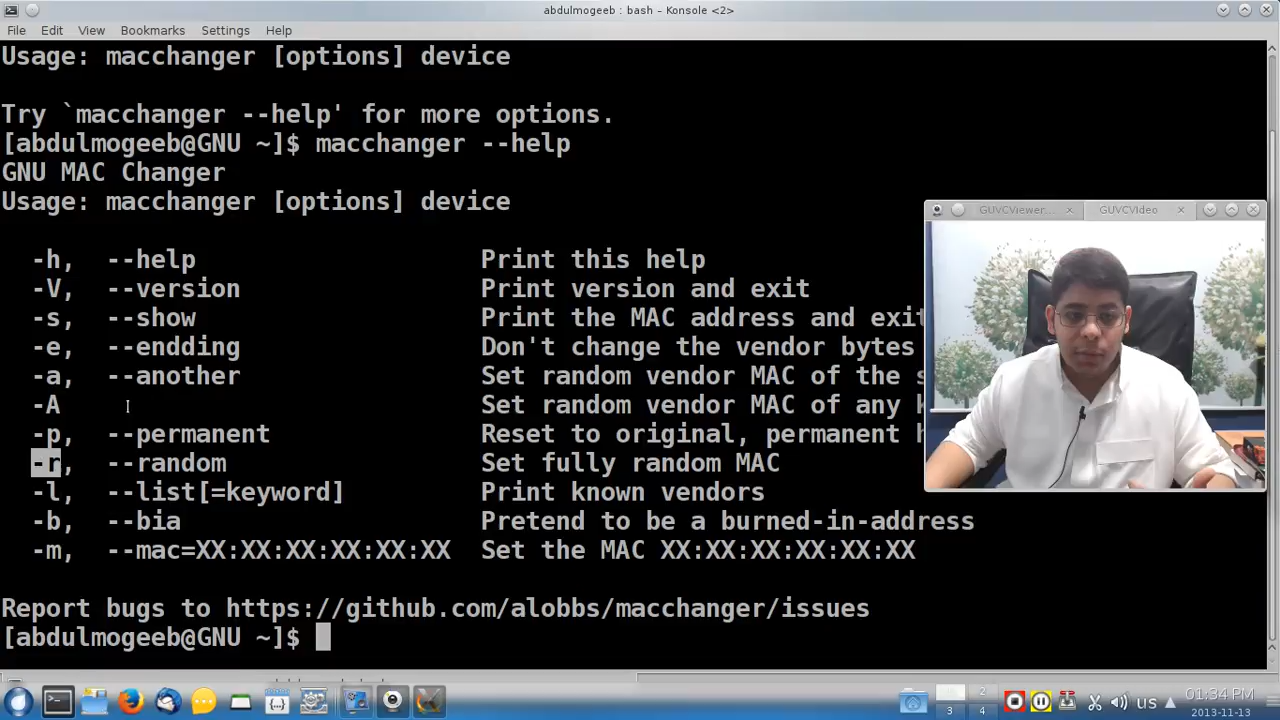 abdulmogeeb : bash – Konsole <2>
File Edit View Bookmarks Settings Help
Usage: macchanger [options] device
Try `macchanger --help' for more options.
[abdulmogeeb@GNU ~]$ macchanger --help
GNU MAC Changer
Usage: macchanger [options] device
-h, --help Print this help
-V, --version Print version and exit
-s, --show Print the MAC address and exit
-e, --endding Don't change the vendor bytes
-a, --another Set random vendor MAC of the
-A Set random vendor MAC of any
-p, --permanent Reset to original, permanent
-r, --random Set fully random MAC
-l, --list[=keyword] Print known vendors
-b, --bia Pretend to be a burned-in-address
-m, --mac=XX:XX:XX:XX:XX:XX Set the MAC XX:XX:XX:XX:XX:XX
Report bugs to https://github.com/alobbs/macchanger/issues
[abdulmogeeb@GNU ~]$
GUVCViewer... GUVCVideo
2
3 4
us
01:34 PM
2013-11-13